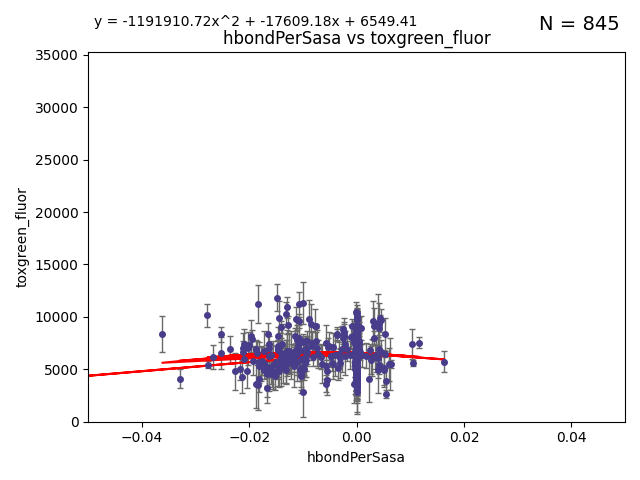 y = -1191910.72x^2 + -17609.18x + 6549.41
N = 845
hbondPerSasa vs toxgreen_fluor
35000
30000
25000
20000
15000
10000
5000
0
toxgreen_fluor
−0.04
−0.02
0.00
0.02
0.04
hbondPerSasa